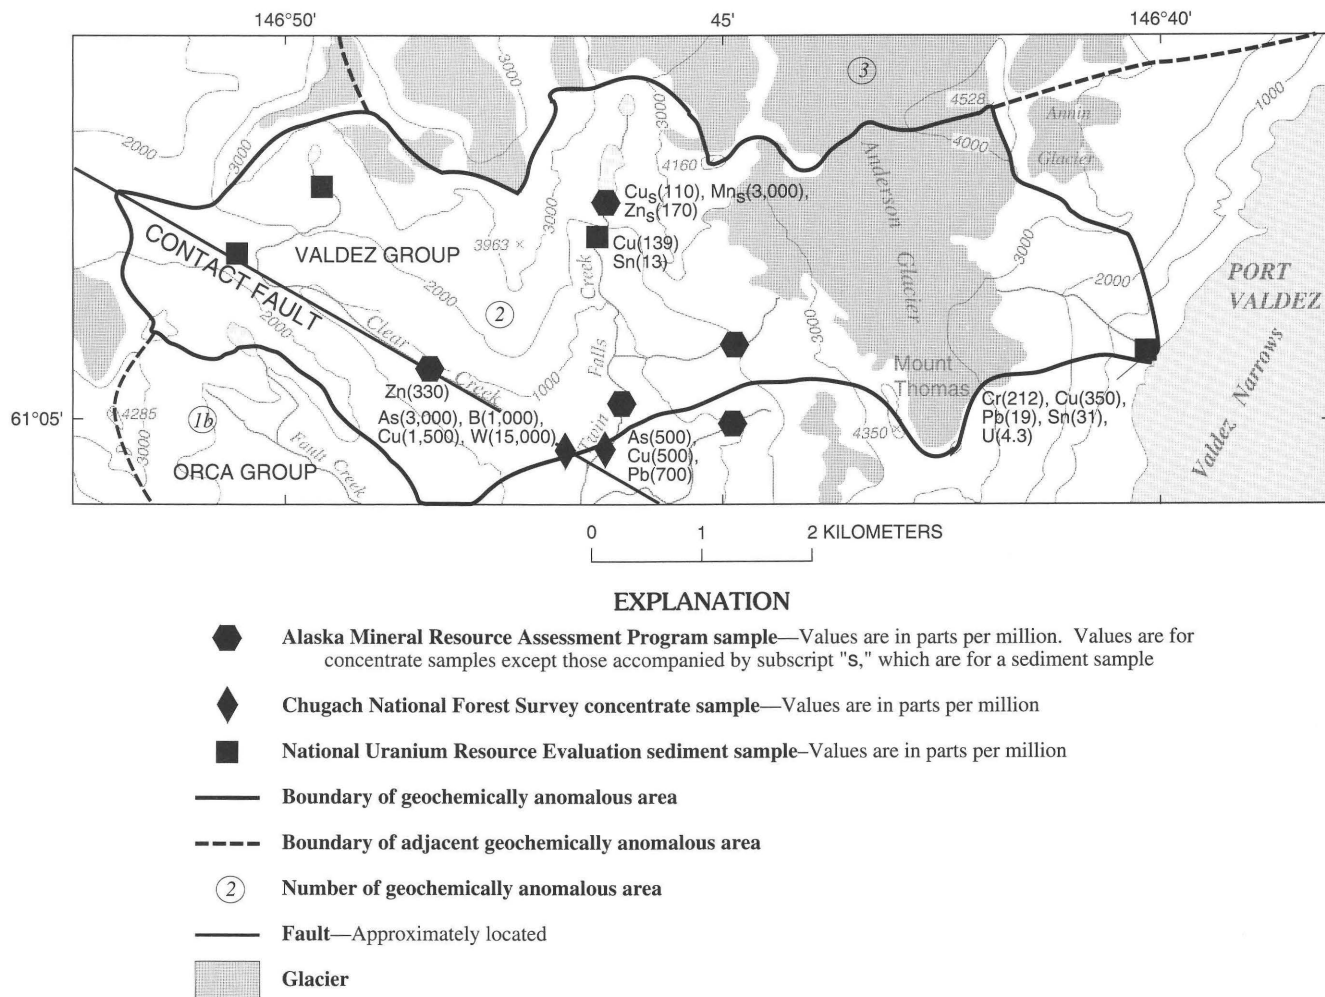 146°50'
45'
146°40'
3
3000
3000
4528
1000
2000
3000
Annin
Glacier
4160
4000
Anderson
Glacier
Cus(110), Mns(3,000),
Zns(170)
CONTACT FAULT
VALDEZ GROUP
3963
3000
Cu(139)
Sn(13)
3000
2000
PORT
VALDEZ
2
2000
2000
Clear
Creek
Twin
Falls
Creek
3000
Mount
Thomas
Valdez Narrows
Zn(330)
1000
61°05'
1b
4285
3000
As(3,000), B(1,000),
Cu(1,500), W(15,000)
As(500),
Cu(500),
Pb(700)
4350
Cr(212), Cu(350),
Pb(19), Sn(31),
U(4.3)
ORCA GROUP
Fault Creek
0 1 2 KILOMETERS
EXPLANATION
Alaska Mineral Resource Assessment Program sample—Values are in parts per million. Values are for
concentrate samples except those accompanied by subscript "s," which are for a sediment sample
Chugach National Forest Survey concentrate sample—Values are in parts per million
National Uranium Resource Evaluation sediment sample–Values are in parts per million
Boundary of geochemically anomalous area
Boundary of adjacent geochemically anomalous area
2 Number of geochemically anomalous area
Fault—Approximately located
Glacier